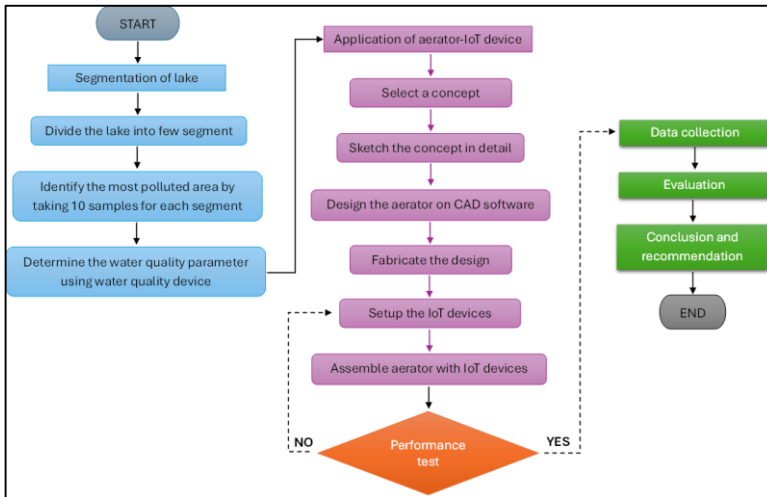 START
Segmentation of lake
Divide the lake into few segment
Identify the most polluted area by
taking 10 samples for each segment
Determine the water quality parameter
using water quality device
Application of aerator-IoT device
Select a concept
Sketch the concept in detail
Design the aerator on CAD software
Fabricate the design
Setup the IoT devices
Assemble aerator with IoT devices
Performance
test
NO
YES
Data collection
Evaluation
Conclusion and
recommendation
END